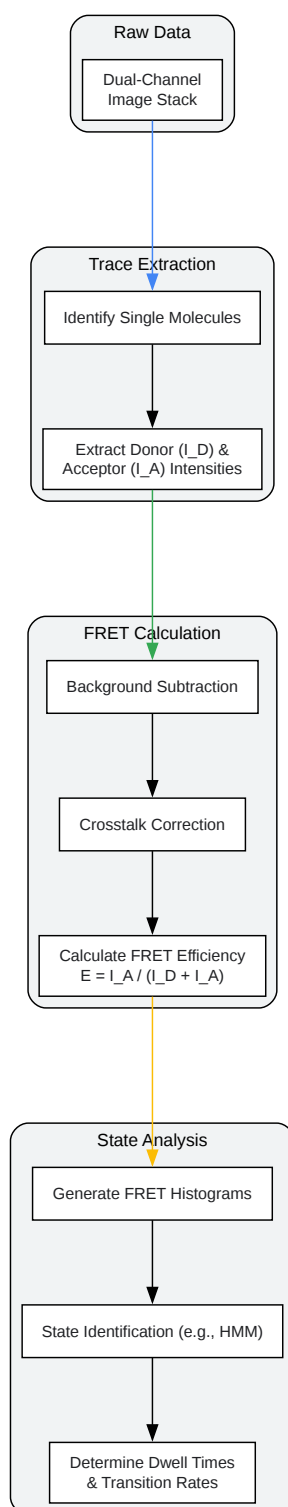 Raw Data
Dual-Channel
Image Stack
Trace Extraction
Identify Single Molecules
Extract Donor (I_D) &
Acceptor (I_A) Intensities
FRET Calculation
Background Subtraction
Crosstalk Correction
Calculate FRET Efficiency
E = I_A / (I_D + I_A)
State Analysis
Generate FRET Histograms
State Identification (e.g., HMM)
Determine Dwell Times
& Transition Rates